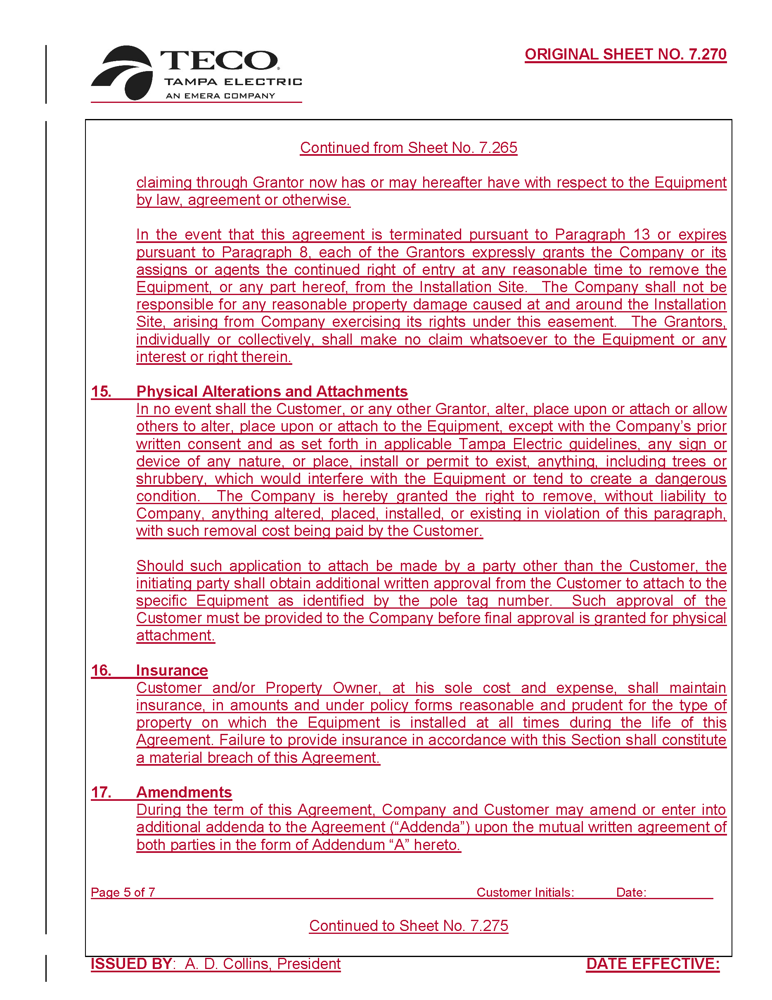 TECO®
TAMPA ELECTRIC
AN EMERA COMPANY
ORIGINAL SHEET NO. 7.270
Continued from Sheet No. 7.265
claiming through Grantor now has or may hereafter have with respect to the Equipment
by law, agreement or otherwise.
In the event that this agreement is terminated pursuant to Paragraph 13 or expires
pursuant to Paragraph 8, each of the Grantors expressly grants the Company or its
assigns or agents the continued right of entry at any reasonable time to remove the
Equipment, or any part hereof, from the Installation Site. The Company shall not be
responsible for any reasonable property damage caused at and around the Installation
Site, arising from Company exercising its rights under this easement. The Grantors,
individually or collectively, shall make no claim whatsoever to the Equipment or any
interest or right therein.
15. Physical Alterations and Attachments
In no event shall the Customer, or any other Grantor, alter, place upon or attach or allow
others to alter, place upon or attach to the Equipment, except with the Company’s prior
written consent and as set forth in applicable Tampa Electric guidelines, any sign or
device of any nature, or place, install or permit to exist, anything, including trees or
shrubbery, which would interfere with the Equipment or tend to create a dangerous
condition. The Company is hereby granted the right to remove, without liability to
Company, anything altered, placed, installed, or existing in violation of this paragraph,
with such removal cost being paid by the Customer.
Should such application to attach be made by a party other than the Customer, the
initiating party shall obtain additional written approval from the Customer to attach to the
specific Equipment as identified by the pole tag number. Such approval of the
Customer must be provided to the Company before final approval is granted for physical
attachment.
16. Insurance
Customer and/or Property Owner, at his sole cost and expense, shall maintain
insurance, in amounts and under policy forms reasonable and prudent for the type of
property on which the Equipment is installed at all times during the life of this
Agreement. Failure to provide insurance in accordance with this Section shall constitute
a material breach of this Agreement.
17. Amendments
During the term of this Agreement, Company and Customer may amend or enter into
additional addenda to the Agreement (“Addenda”) upon the mutual written agreement of
both parties in the form of Addendum “A” hereto.
Page 5 of 7 Customer Initials: Date:
Continued to Sheet No. 7.275
ISSUED BY: A. D. Collins, President DATE EFFECTIVE: